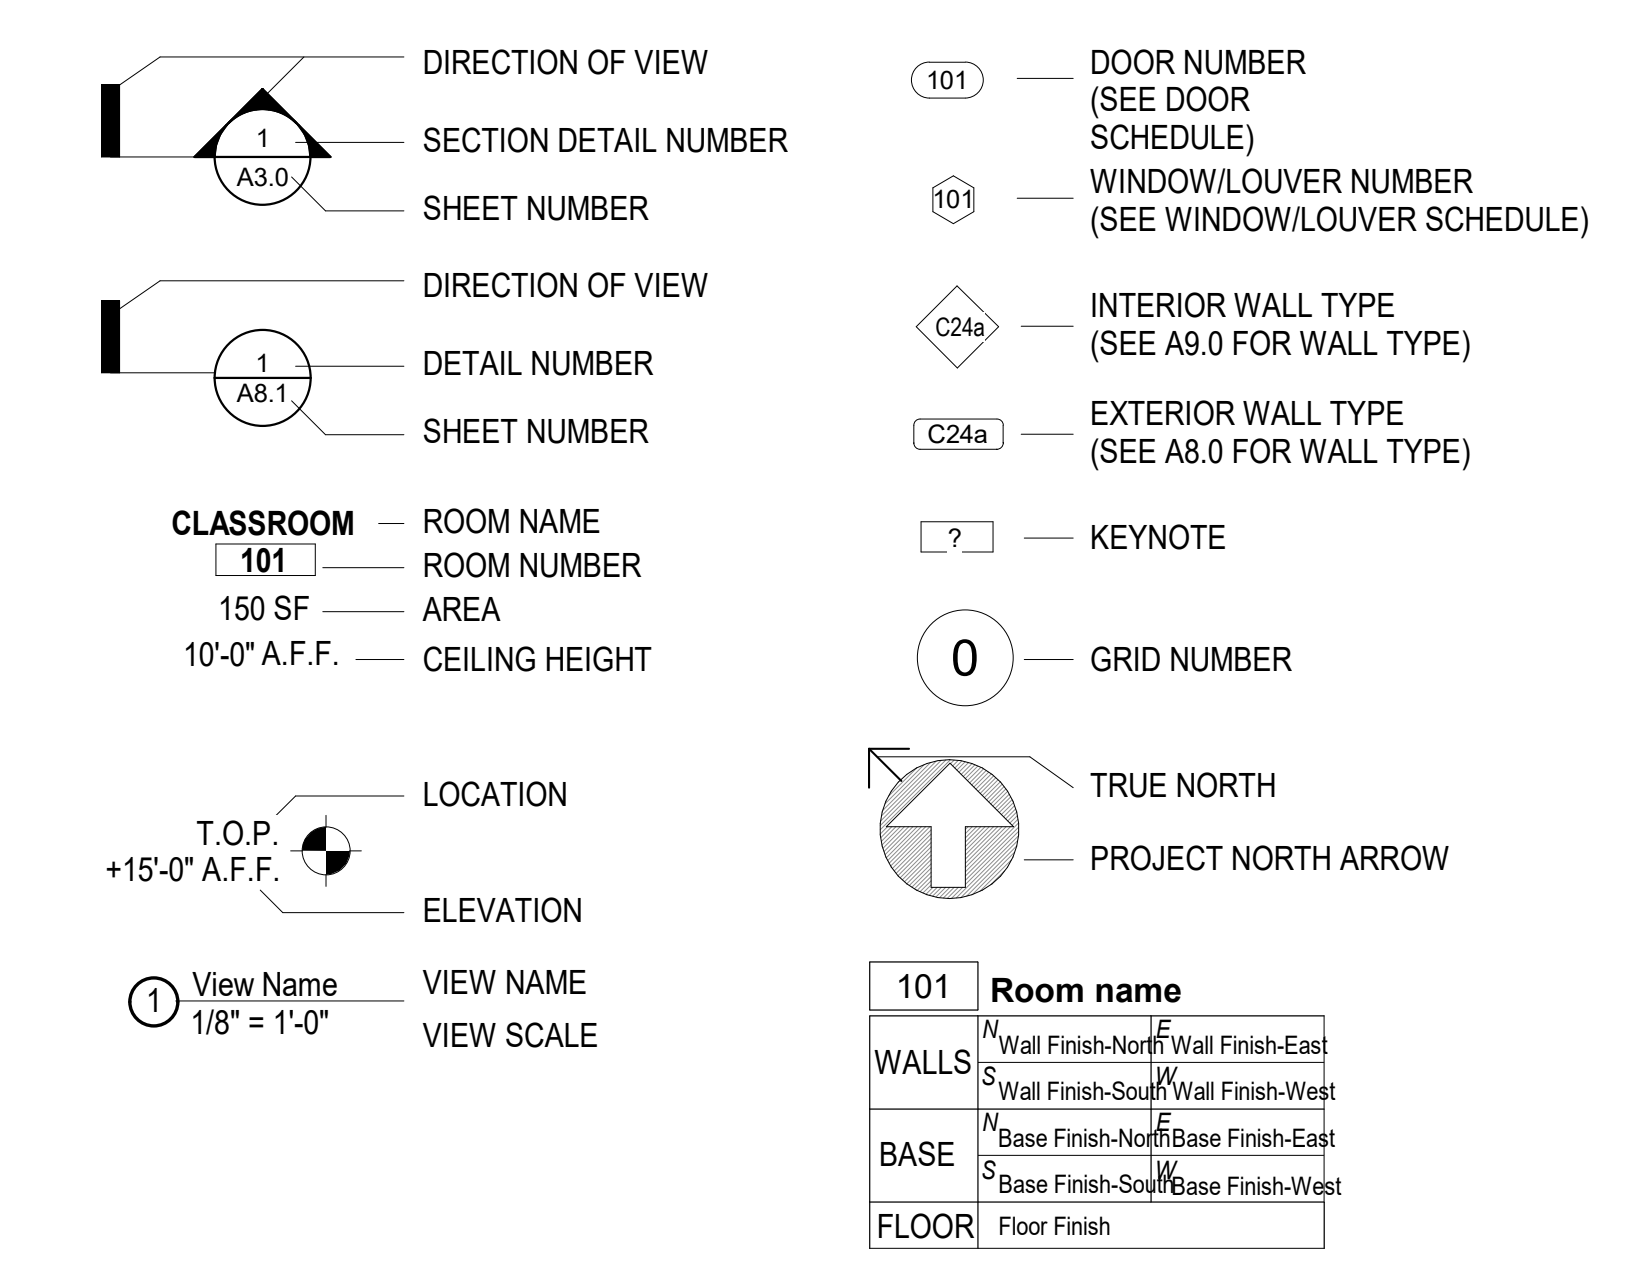 DIRECTION OF VIEW
1
SECTION DETAIL NUMBER
A3.0
SHEET NUMBER
DIRECTION OF VIEW
1
DETAIL NUMBER
A8.1
SHEET NUMBER
CLASSROOM
ROOM NAME
101
ROOM NUMBER
150 SF
AREA
10'-0" A.F.F.
CEILING HEIGHT
LOCATION
T.O.P.
+15'-0" A.F.F.
ELEVATION
1
View Name
VIEW NAME
1/8" = 1'-0"
VIEW SCALE
101
DOOR NUMBER
(SEE DOOR
SCHEDULE)
101
WINDOW/LOUVER NUMBER
(SEE WINDOW/LOUVER SCHEDULE)
C24a
INTERIOR WALL TYPE
(SEE A9.0 FOR WALL TYPE)
C24a
EXTERIOR WALL TYPE
(SEE A8.0 FOR WALL TYPE)
?
KEYNOTE
0
GRID NUMBER
TRUE NORTH
PROJECT NORTH ARROW
101
Room name
WALLS
N Wall Finish-North
E Wall Finish-East
S Wall Finish-South
W Wall Finish-West
BASE
N Base Finish-North
E Base Finish-East
S Base Finish-South
W Base Finish-West
FLOOR
Floor Finish